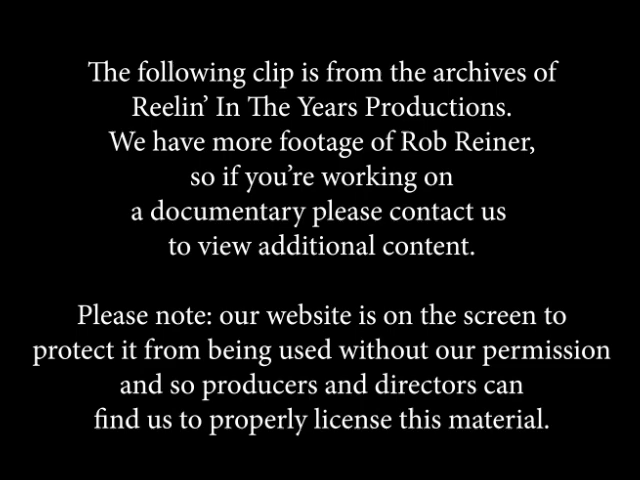 The following clip is from the archives of
Reelin’ In The Years Productions.
We have more footage of Rob Reiner,
so if you’re working on
a documentary please contact us
to view additional content.
Please note: our website is on the screen to
protect it from being used without our permission
and so producers and directors can
find us to properly license this material.